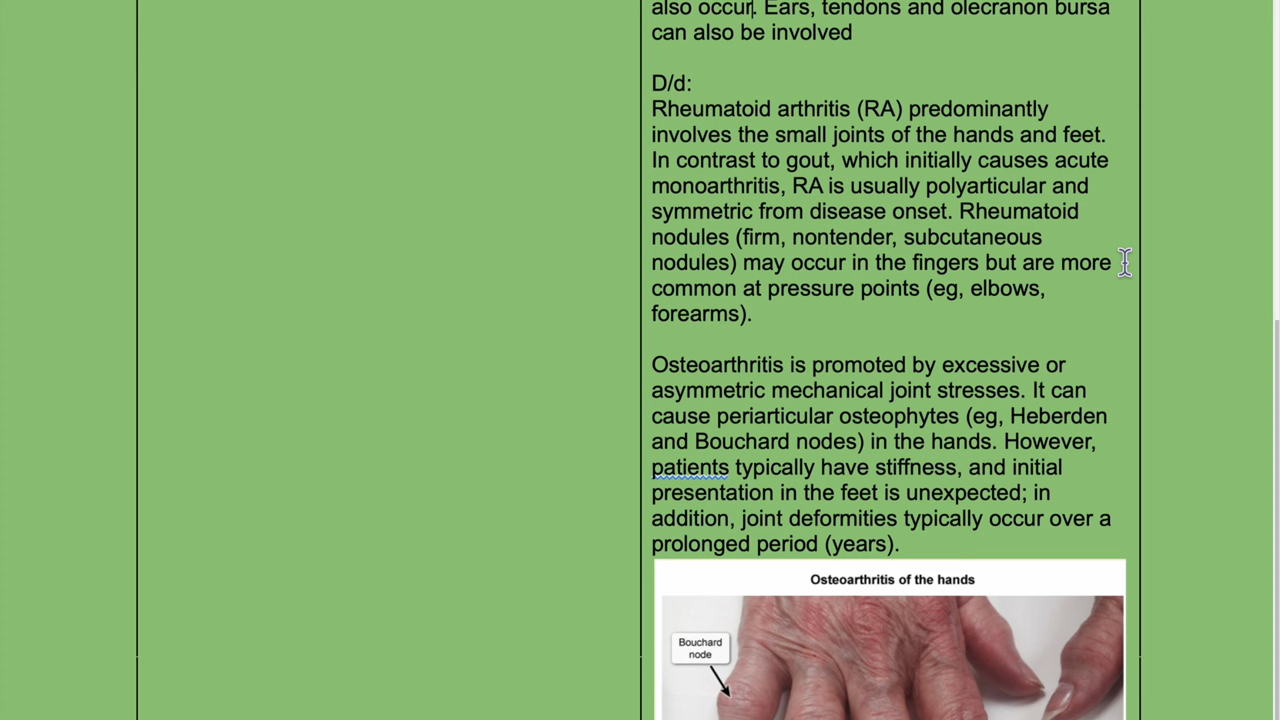 also occur. Ears, tendons and olecranon bursa
can also be involved
D/d:
Rheumatoid arthritis (RA) predominantly
involves the small joints of the hands and feet.
In contrast to gout, which initially causes acute
monoarthritis, RA is usually polyarticular and
symmetric from disease onset. Rheumatoid
nodules (firm, nontender, subcutaneous
nodules) may occur in the fingers but are more
common at pressure points (eg, elbows,
forearms).
Osteoarthritis is promoted by excessive or
asymmetric mechanical joint stresses. It can
cause periarticular osteophytes (eg, Heberden
and Bouchard nodes) in the hands. However,
patients typically have stiffness, and initial
presentation in the feet is unexpected; in
addition, joint deformities typically occur over a
prolonged period (years).
Osteoarthritis of the hands
Bouchard
node